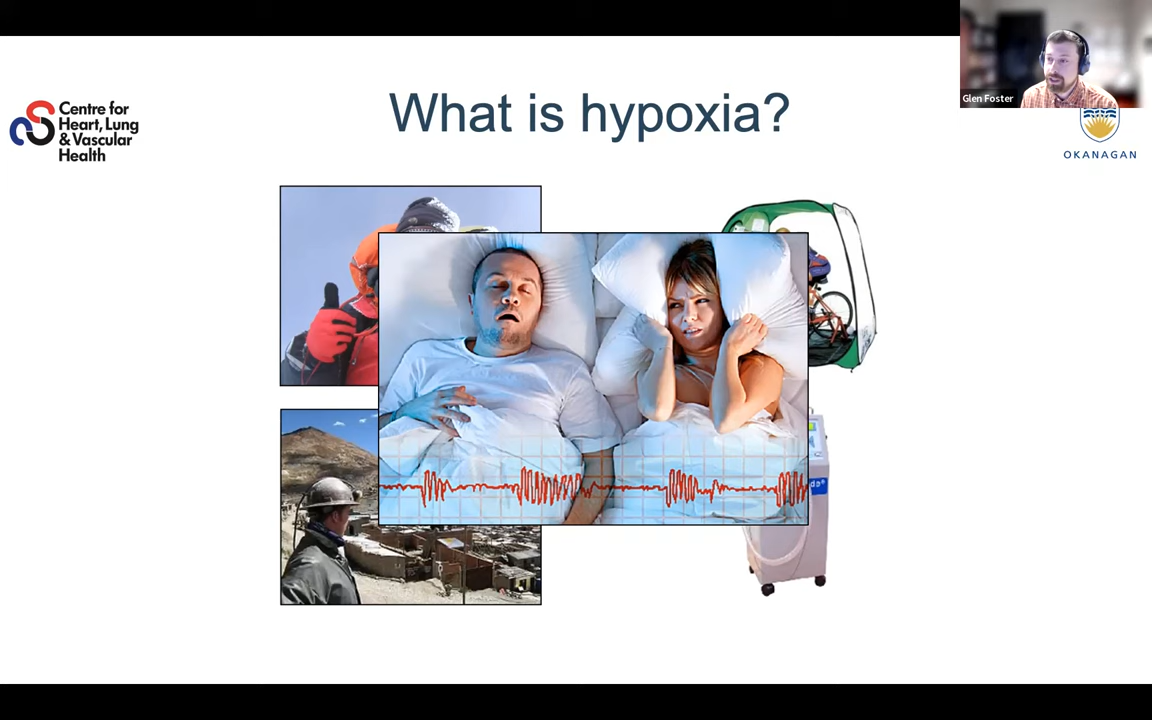 Glen Foster
What is hypoxia?
Centre for
Heart, Lung
& Vascular
Health
OKANAGAN